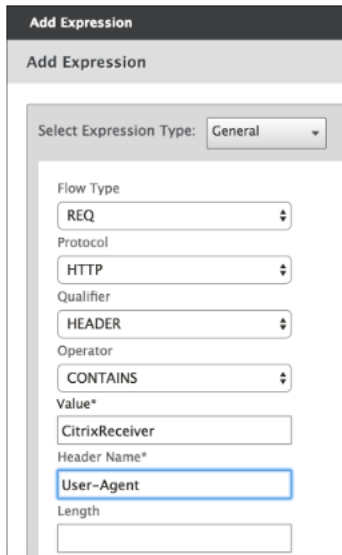 Add Expression
Add Expression
Select Expression Type: General
Flow Type
REQ
Protocol
HTTP
Qualifier
HEADER
Operator
CONTAINS
Value*
CitrixReceiver
Header Name*
User-Agent
Length